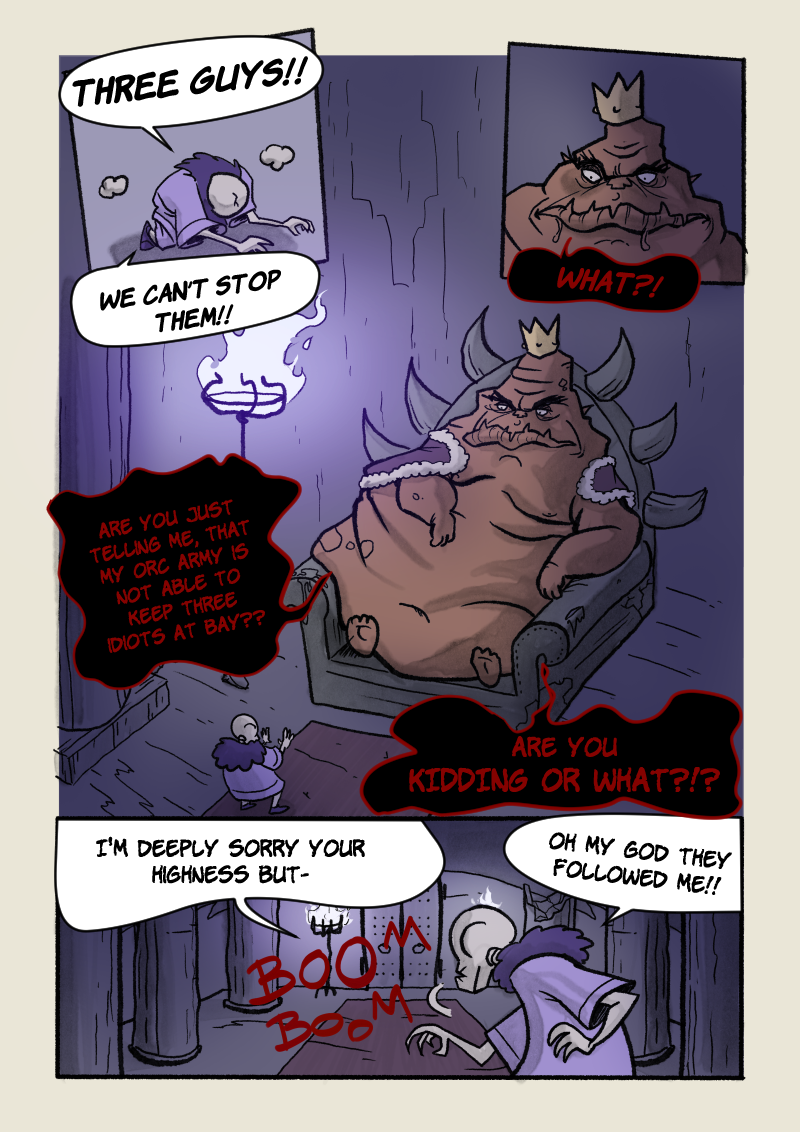 THREE GUYS!!
WE CAN'T STOP
THEM!!
WHAT?!
ARE YOU JUST
TELLING ME, THAT
MY ORC ARMY IS
NOT ABLE TO
KEEP THREE
IDIOTS AT BAY??
ARE YOU
KIDDING OR WHAT?!?
I'M DEEPLY SORRY YOUR
HIGHNESS BUT-
OH MY GOD THEY
FOLLOWED ME!!
BOOM
BOOM